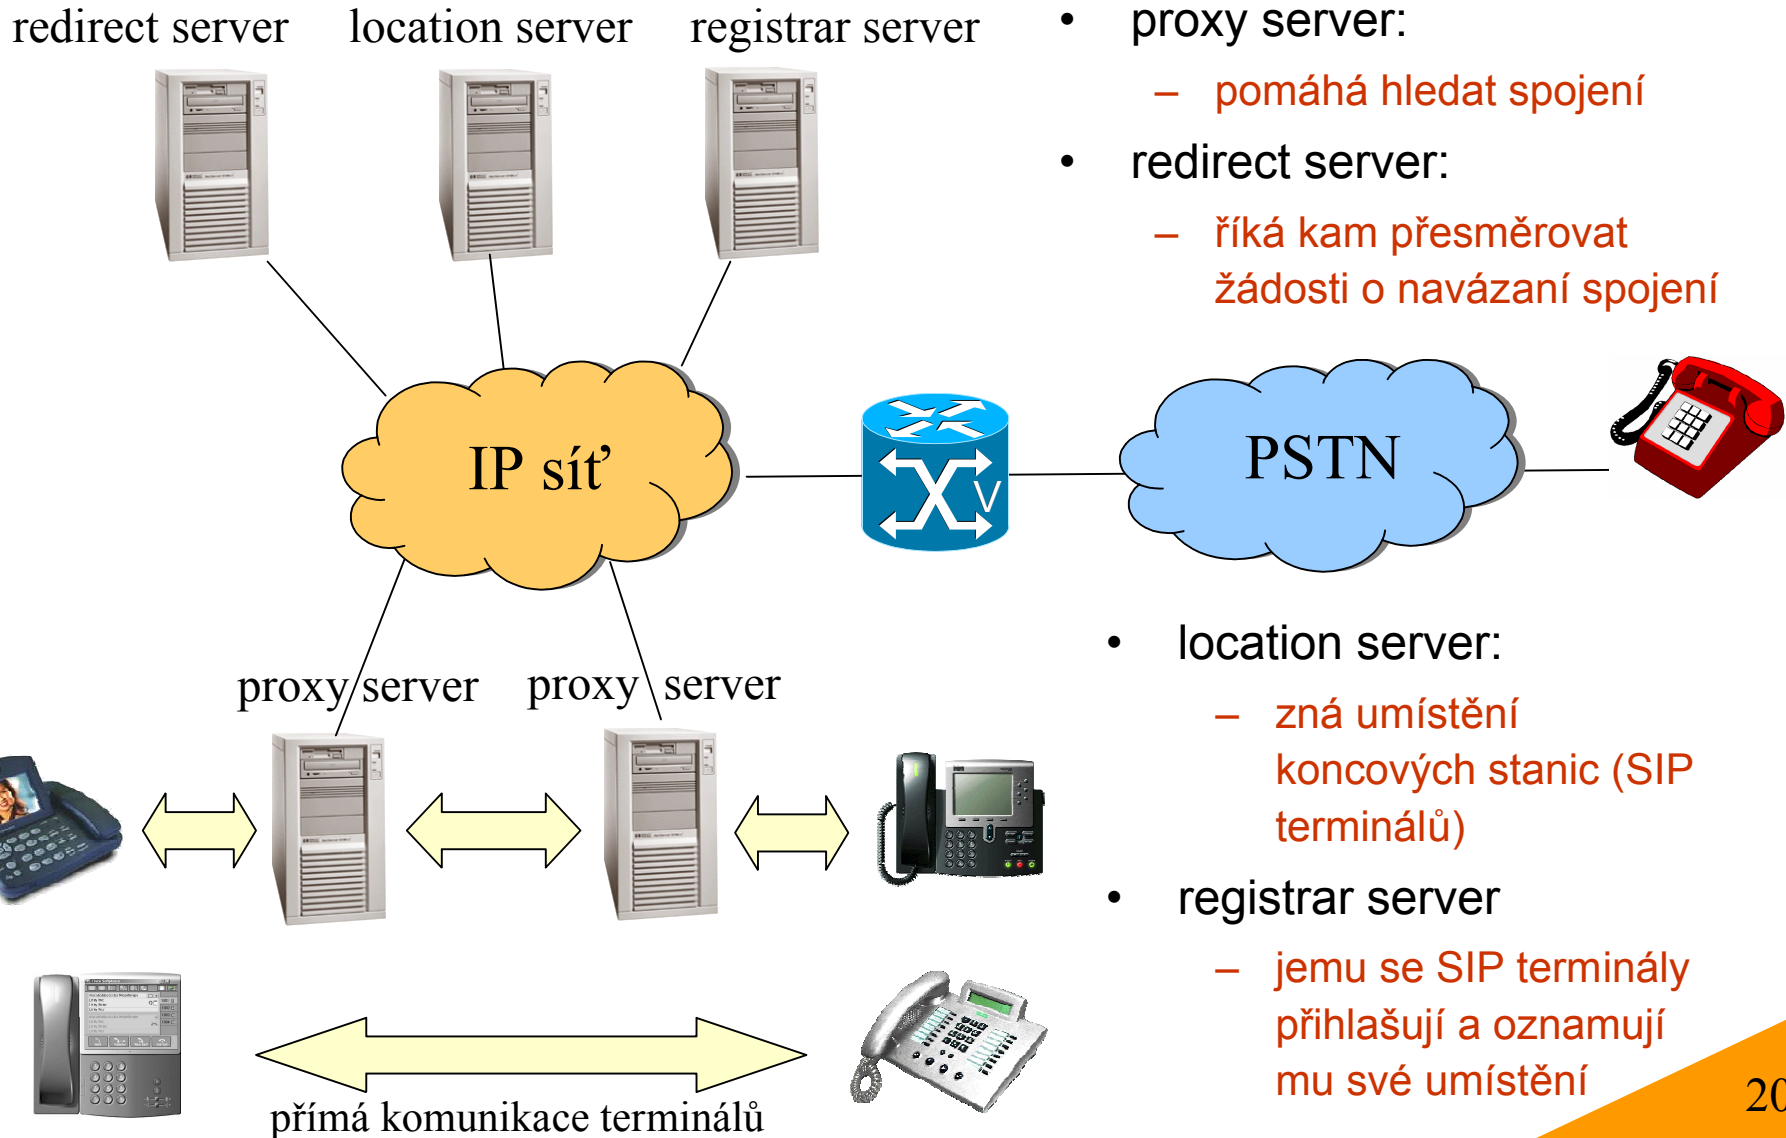 redirect server location server registrar server
• proxy server:
– pomáhá hledat spojení
• redirect server:
– říká kam přesměrovat
žádosti o navázaní spojení
IP síť
V
PSTN
proxy server proxy server
• location server:
– zná umístění
koncových stanic (SIP
terminálů)
• registrar server
– jemu se SIP terminály
přihlašují a oznamují
mu své umístění
přímá komunikace terminálů
20